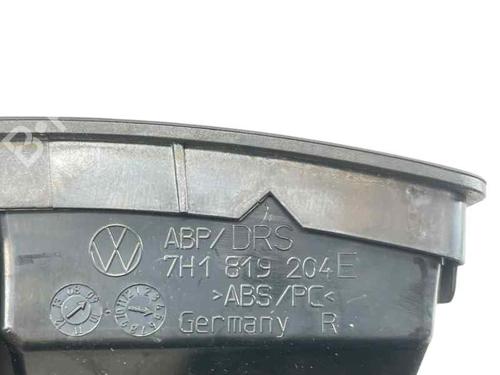 ABP/DRS
7H1 819 204E
>ABS/PC<
Germany R